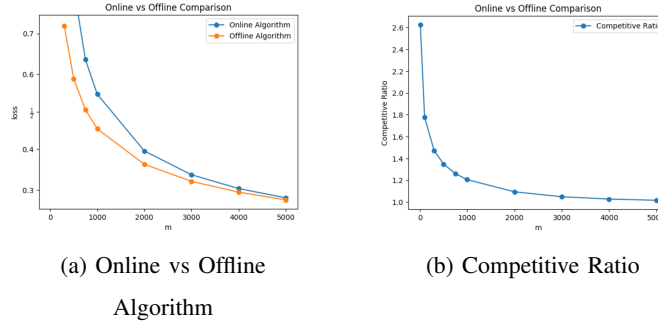 Online vs Offline Comparison
Online Algorithm
Offline Algorithm
0.7
0.6
½
0.4
0.3
loss
0 1000 2000 3000 4000 5000
m
(a) Online vs Offline
Algorithm
Online vs Offline Comparison
Competitive Ratio
2.6
2.4
2.2
2.0
1.8
1.6
1.4
1.2
1.0
Competitive Ratio
0 1000 2000 3000 4000 500
m
(b) Competitive Ratio